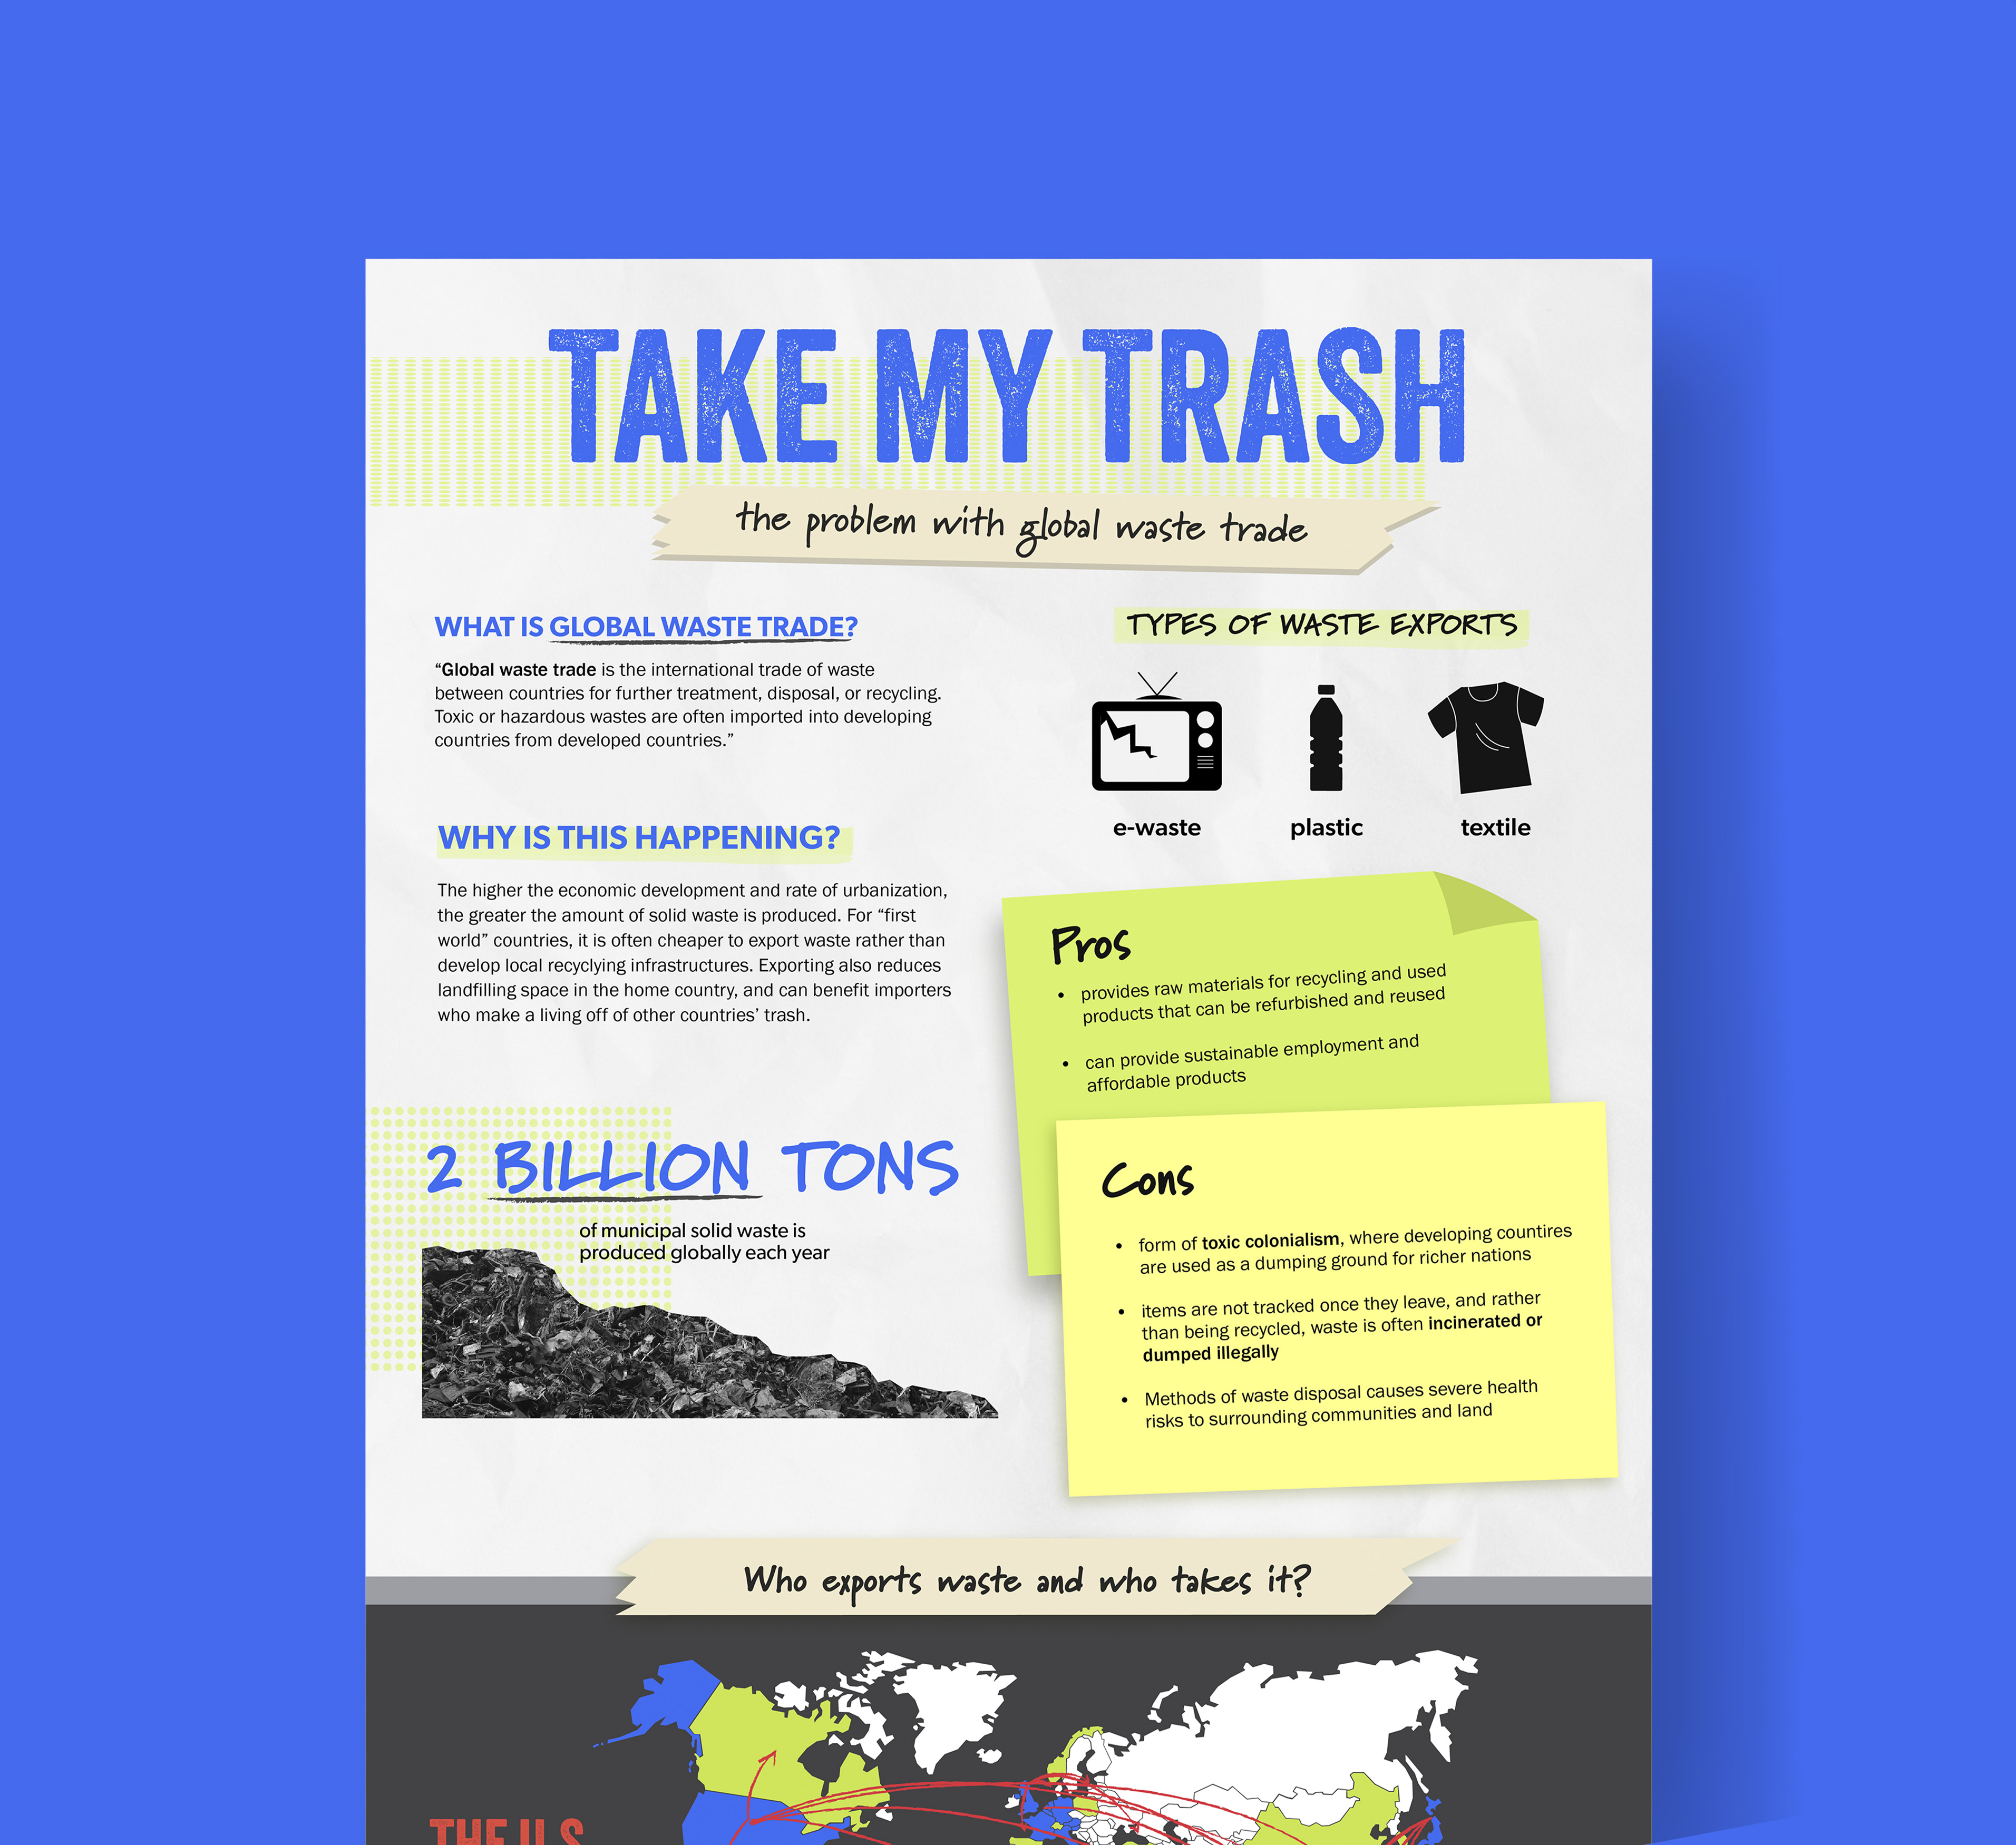 TAKE MY TRASH
the problem with global waste trade
WHAT IS GLOBAL WASTE TRADE?
“Global waste trade is the international trade of waste
between countries for further treatment, disposal, or recycling.
Toxic or hazardous wastes are often imported into developing
countries from developed countries.”
WHY IS THIS HAPPENING?
The higher the economic development and rate of urbanization,
the greater the amount of solid waste is produced. For “first
world” countries, it is often cheaper to export waste rather than
develop local recyclying infrastructures. Exporting also reduces
landfilling space in the home country, and can benefit importers
who make a living off of other countries’ trash.
2 BILLION TONS
of municipal solid waste is
produced globally each year
TYPES OF WASTE EXPORTS
e-waste
plastic
textile
Pros
• provides raw materials for recycling and used
products that can be refurbished and reused
• can provide sustainable employment and
affordable products
Cons
• form of toxic colonialism, where developing countires
are used as a dumping ground for richer nations
• items are not tracked once they leave, and rather
than being recycled, waste is often incinerated or
dumped illegally
• Methods of waste disposal causes severe health
risks to surrounding communities and land
Who exports waste and who takes it?
THE U.S